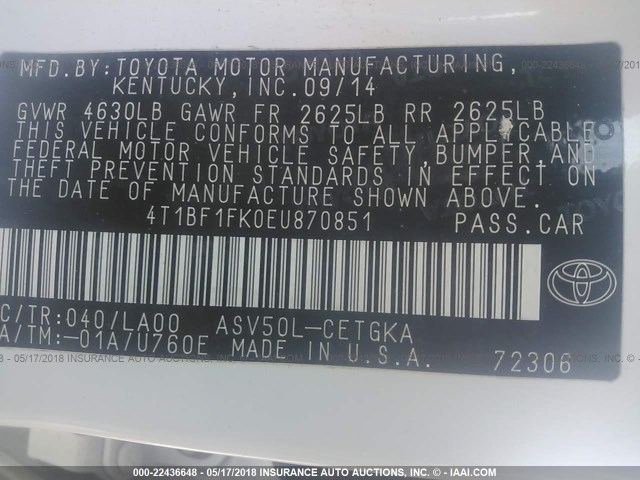 MFD.BY:TOYOTA MOTOR MANUFACTURING,
KENTUCKY, INC.09/14
GVWR 4630LB GAWR FR 2625LB RR 2625LB
THIS VEHICLE CONFORMS TO ALL APPLICABLE
FEDERAL MOTOR VEHICLE SAFETY,BUMPER,AND
THEFT PREVENTION STANDARDS IN EFFECT ON
THE DATE OF MANUFACTURE SHOWN ABOVE.
4T1BF1FK0EU870851 PASS.CAR
C/TR:040/LA00 ASV50L-CETGKA
A/TM:-01A/U760E MADE IN U.S.A. 72306
000-22436648 - 05/17/2018 INSURANCE AUTO AUCTIONS, INC. - © - IAAI.COM